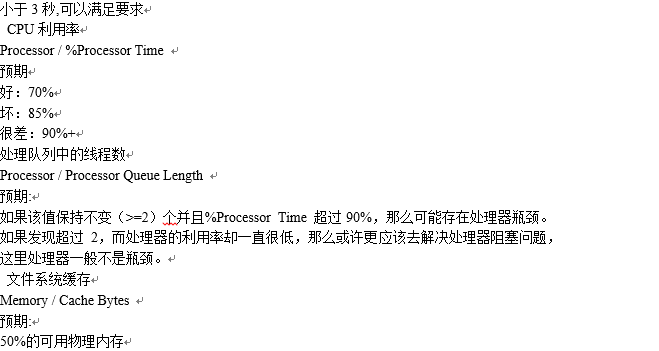 小于 3 秒,可以满足要求
CPU 利用率
Processor / %Processor Time
预期
好：70%
坏：85%
很差：90%+
处理队列中的线程数
Processor / Processor Queue Length
预期:
如果该值保持不变（>=2）个并且%Processor Time 超过 90%，那么可能存在处理器瓶颈。
如果发现超过 2，而处理器的利用率却一直很低，那么或许更应该去解决处理器阻塞问题，
这里处理器一般不是瓶颈。
文件系统缓存
Memory / Cache Bytes
预期:
50%的可用物理内存